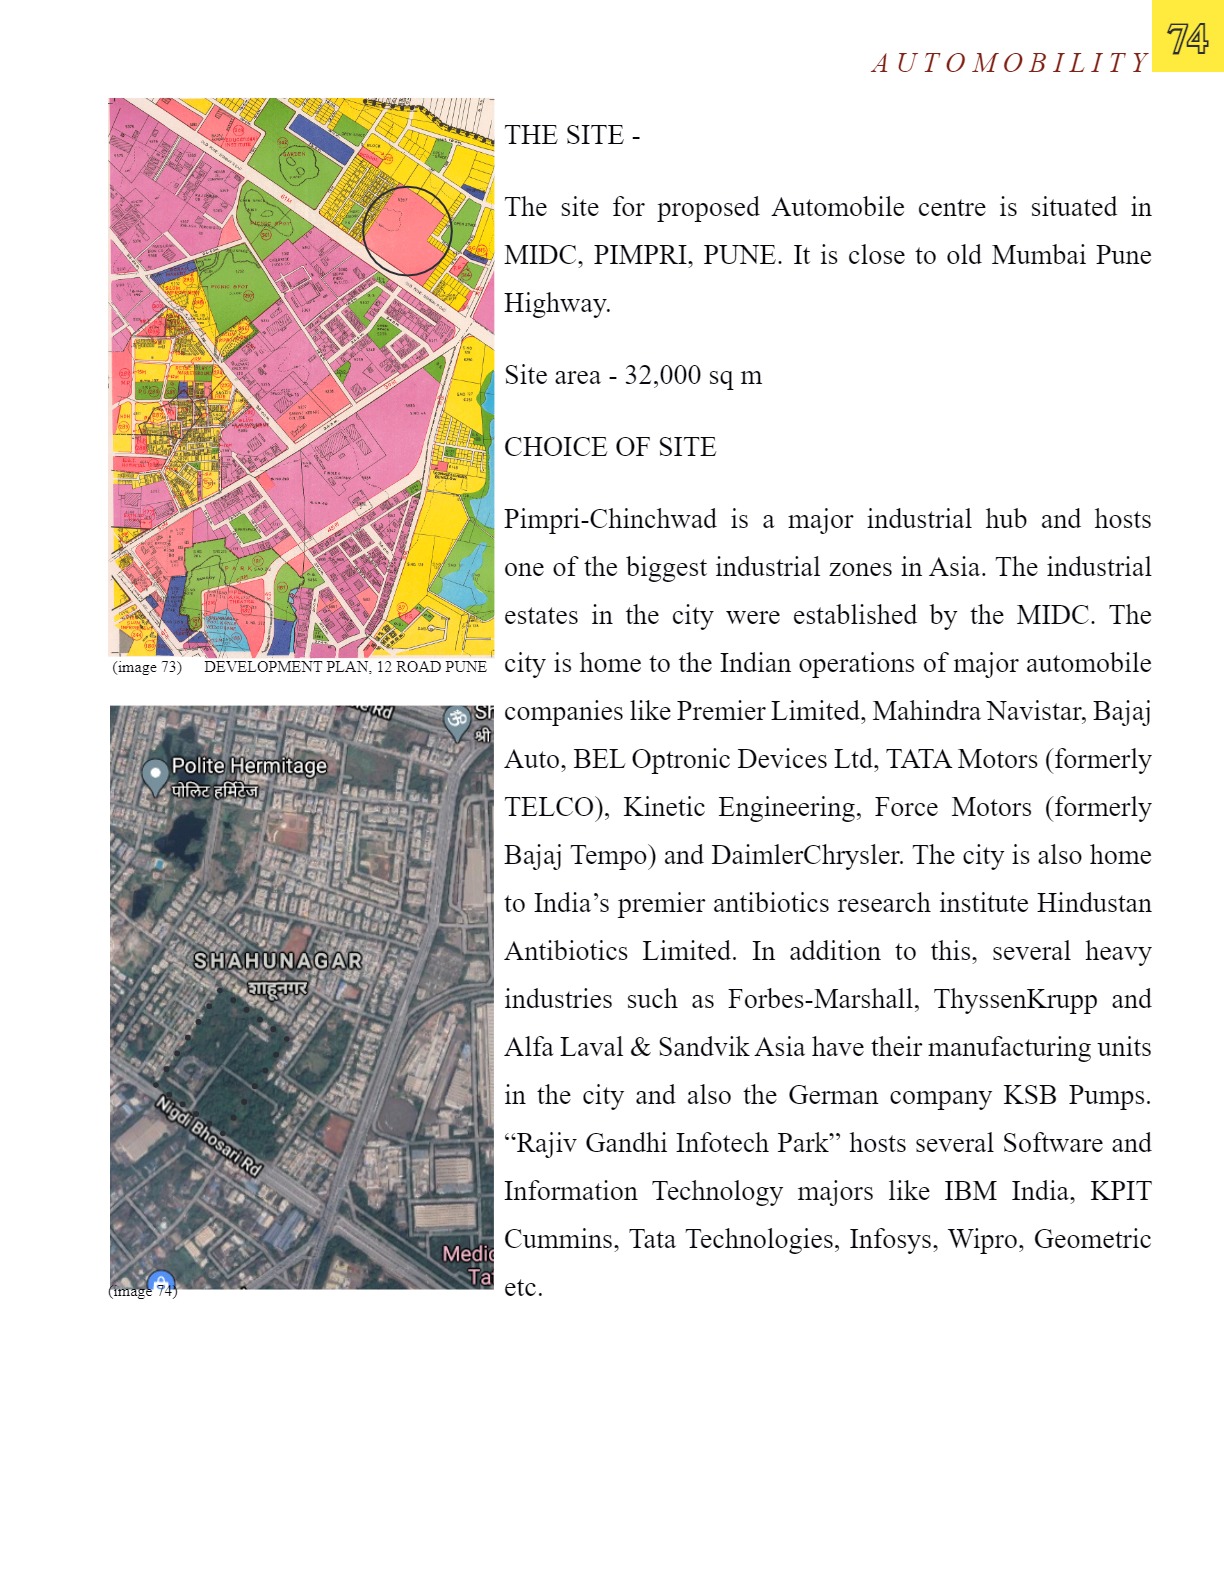 AUTOMOBILITY
74
THE SITE -
The site for proposed Automobile centre is situated in
MIDC, PIMPRI, PUNE. It is close to old Mumbai Pune
Highway.
Site area - 32,000 sq m
CHOICE OF SITE
Pimpri-Chinchwad is a major industrial hub and hosts
one of the biggest industrial zones in Asia. The industrial
estates in the city were established by the MIDC. The
city is home to the Indian operations of major automobile
companies like Premier Limited, Mahindra Navistar, Bajaj
Auto, BEL Optronic Devices Ltd, TATA Motors (formerly
TELCO), Kinetic Engineering, Force Motors (formerly
Bajaj Tempo) and DaimlerChrysler. The city is also home
to India’s premier antibiotics research institute Hindustan
Antibiotics Limited. In addition to this, several heavy
industries such as Forbes-Marshall, ThyssenKrupp and
Alfa Laval & Sandvik Asia have their manufacturing units
in the city and also the German company KSB Pumps.
“Rajiv Gandhi Infotech Park” hosts several Software and
Information Technology majors like IBM India, KPIT
Cummins, Tata Technologies, Infosys, Wipro, Geometric
etc.
GARDEN
PICNIC SPOT
(image 73) DEVELOPMENT PLAN, 12 ROAD PUNE
Rd
श्री
Polite Hermitage
पोलिट हर्मिटेज
SHAHUNAGAR
शाहूनगर
Nigdi Bhosari Rd
Medic
Ta
(image 74)